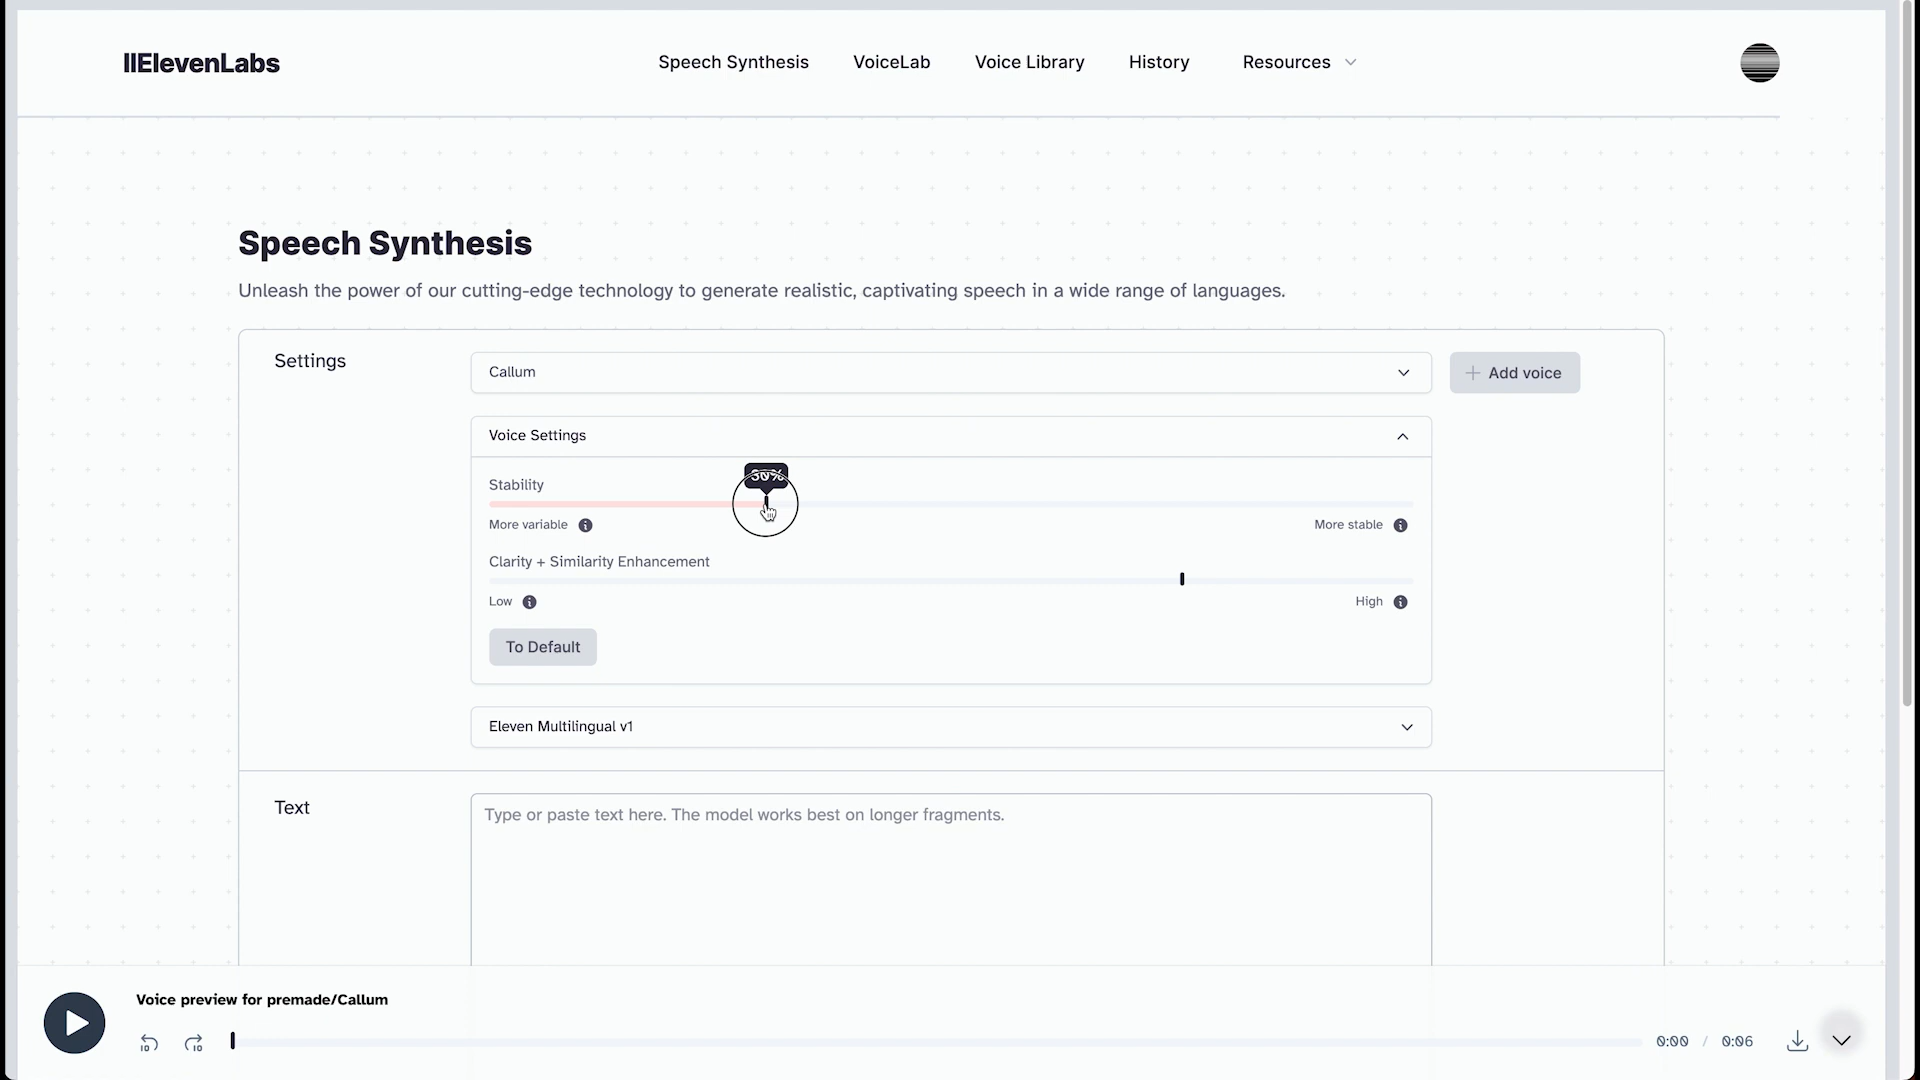 IIElevenLabs
Speech Synthesis
VoiceLab
Voice Library
History
Resources
Speech Synthesis
Unleash the power of our cutting-edge technology to generate realistic, captivating speech in a wide range of languages.
Settings
Callum
+ Add voice
Voice Settings
30%
Stability
More variable
More stable
Clarity + Similarity Enhancement
Low
High
To Default
Eleven Multilingual v1
Text
Type or paste text here. The model works best on longer fragments.
Voice preview for premade/Callum
10
10
0:00 / 0:06